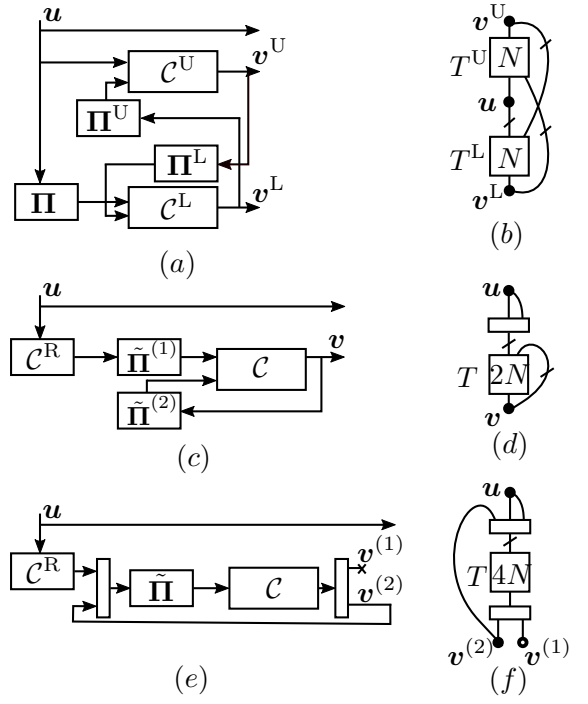 u
v^U
C^U
Π^U
Π^L
v^L
Π
C^L
(a)
v^U
T^U N
u
T^L N
v^L
(b)
u
C^R
Π̃^(1)
C
v
Π̃^(2)
(c)
u
T 2N
v
(d)
u
C^R
Π̃
C
v^(1)
v^(2)
(e)
u
T 4N
v^(2) v^(1)
(f)